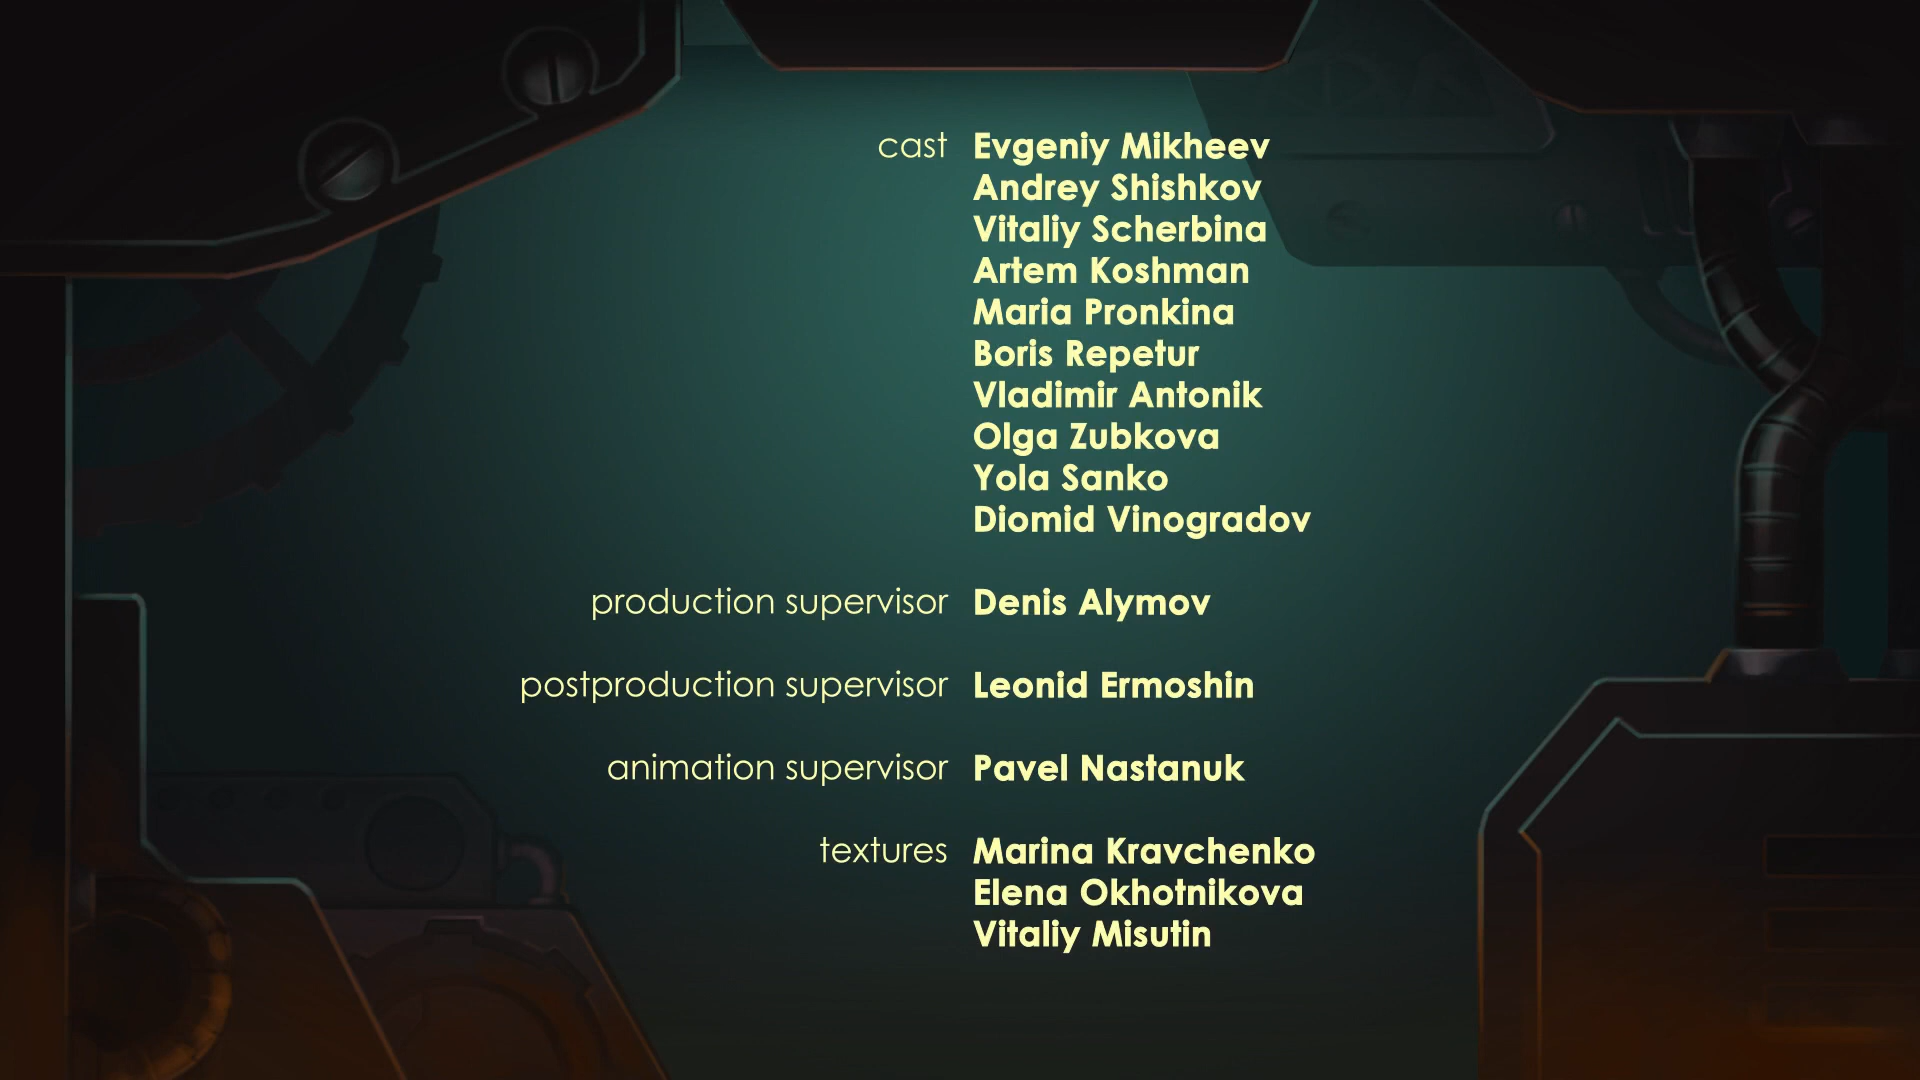 cast Evgeniy Mikheev
Andrey Shishkov
Vitaliy Scherbina
Artem Koshman
Maria Pronkina
Boris Repetur
Vladimir Antonik
Olga Zubkova
Yola Sanko
Diomid Vinogradov
production supervisor Denis Alymov
postproduction supervisor Leonid Ermoshin
animation supervisor Pavel Nastanuk
textures Marina Kravchenko
Elena Okhotnikova
Vitaliy Misutin